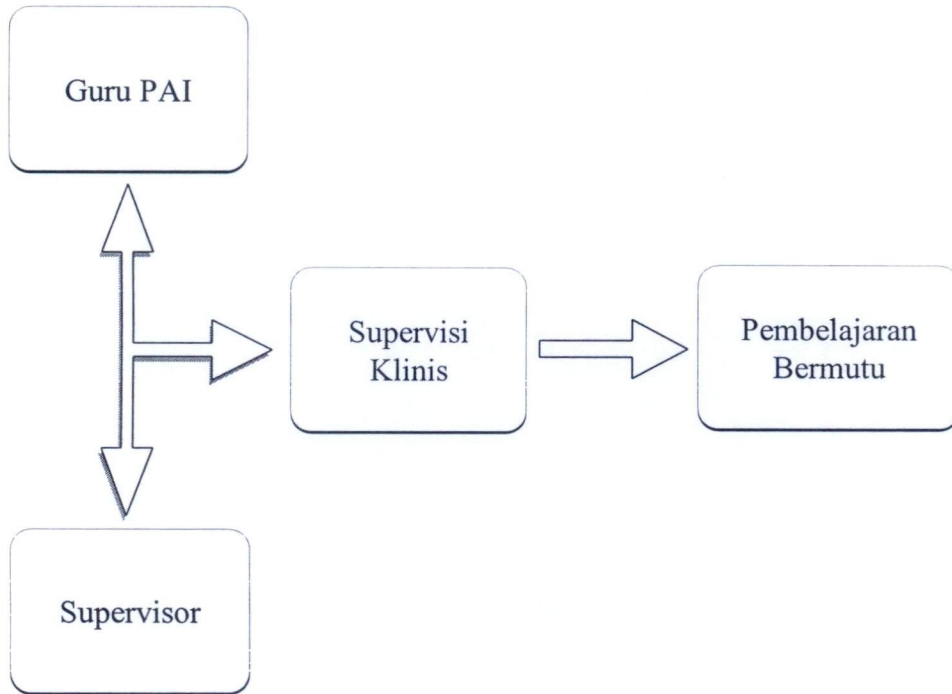 Guru PAI
Supervisi
Klinis
Pembelajaran
Bermutu
Supervisor